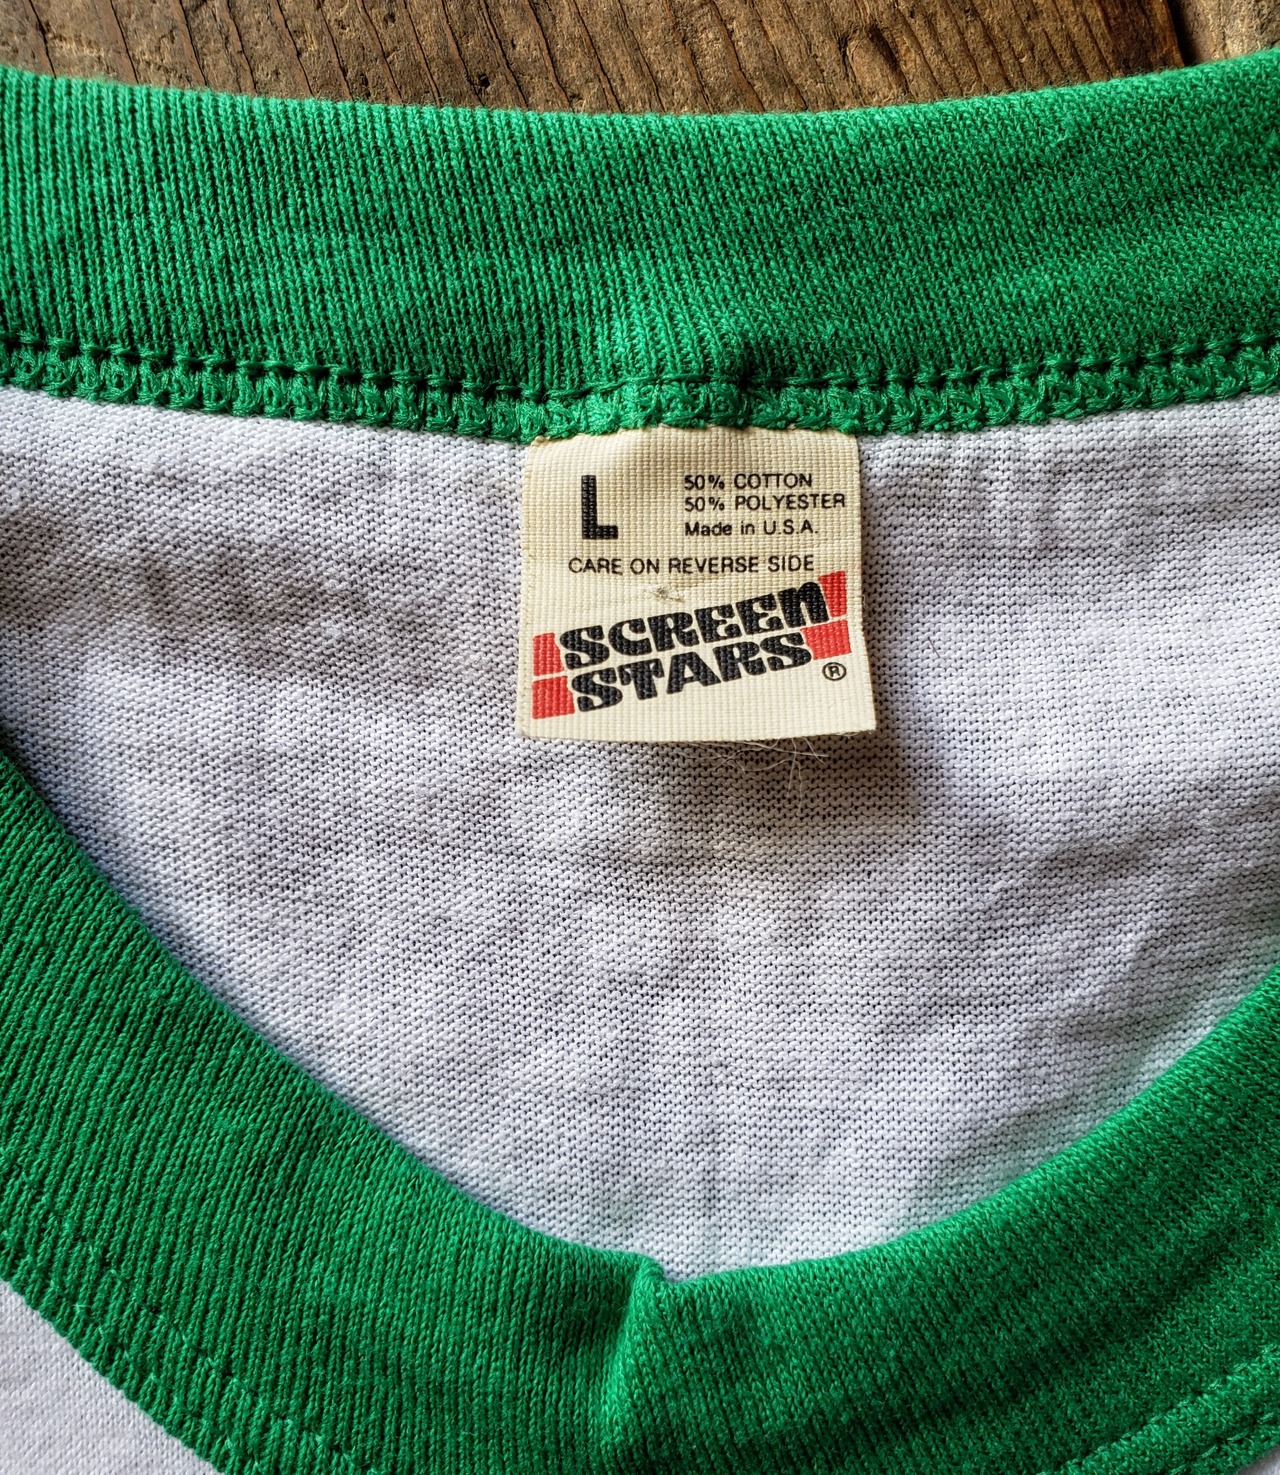 L
50% COTTON
50% POLYESTER
Made in U.S.A.
CARE ON REVERSE SIDE
SCREEN
STARS
®